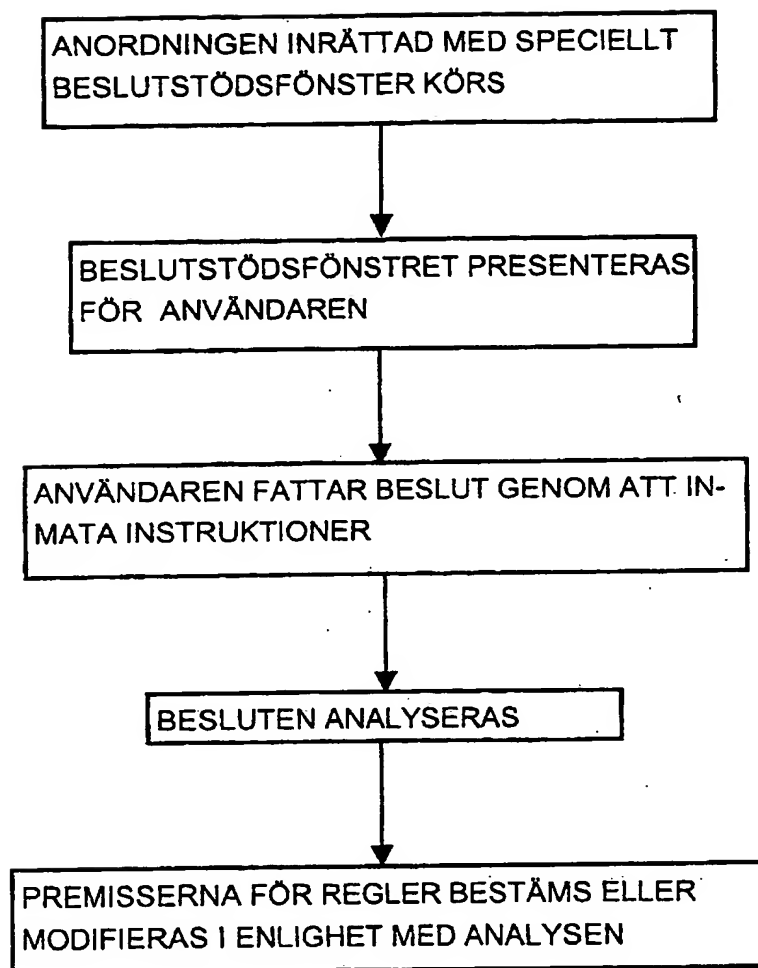 ANORDNINGEN INRÄTTAD MED SPECIELLT
BESLUTSTÖDSFÖNSTER KÖRS
BESLUTSTÖDSFÖNSTRET PRESENTERAS
FÖR ANVÄNDAREN
ANVÄNDAREN FATTAR BESLUT GENOM ATT IN-
MATA INSTRUKTIONER
BESLUTEN ANALYSERAS
PREMISSERNA FÖR REGLER BESTÄMS ELLER
MODIFIERAS I ENLIGHET MED ANALYSEN